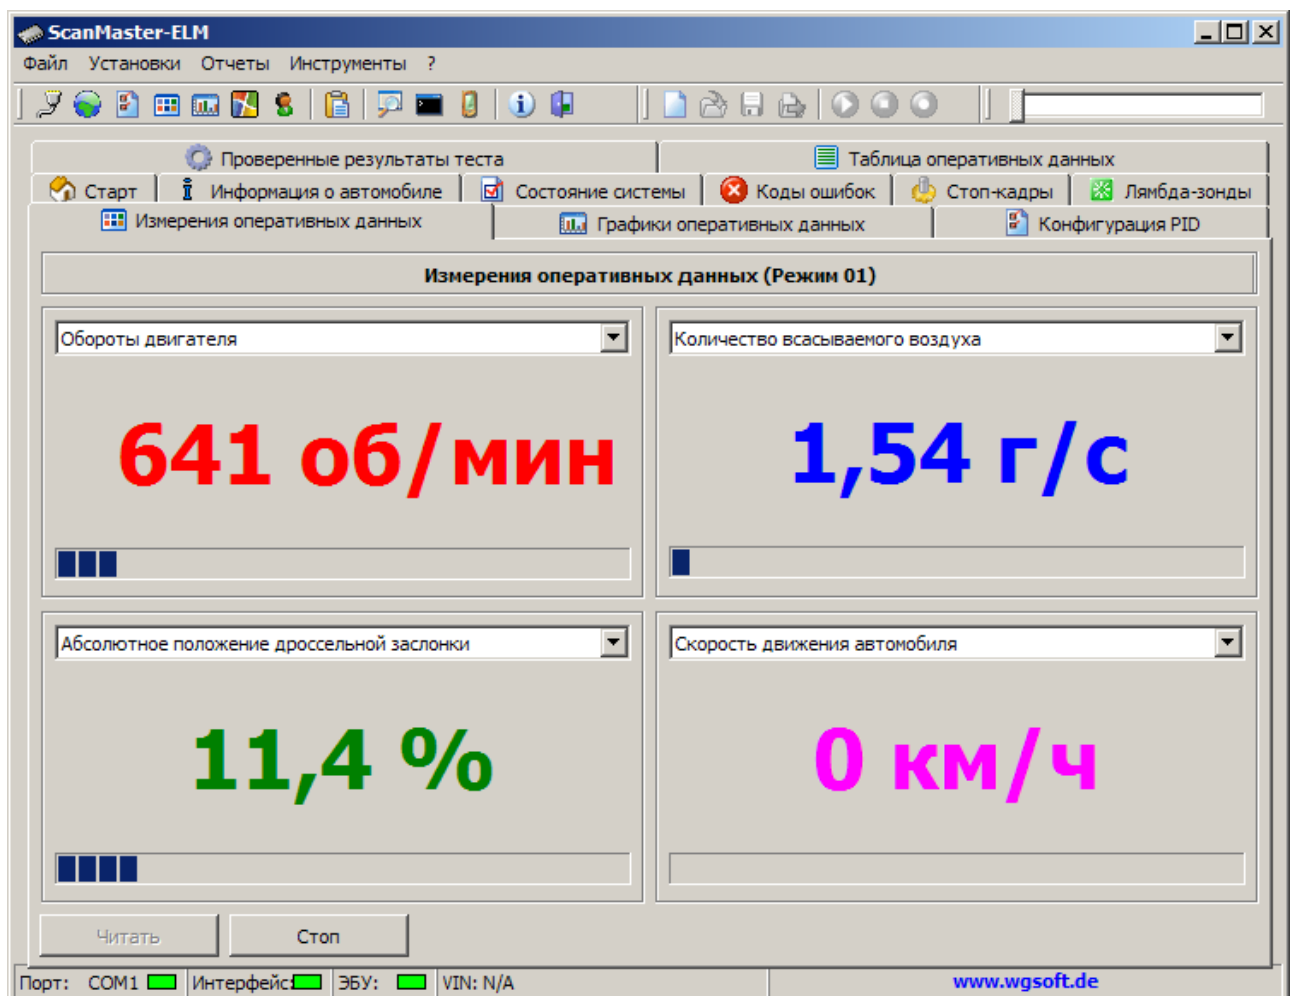 ScanMaster-ELM
Файл Установки Отчеты Инструменты ?
Проверенные результаты теста Таблица оперативных данных
Старт Информация о автомобиле Состояние системы Коды ошибок Стоп-кадры Лямбда-зонды
Измерения оперативных данных Графики оперативных данных Конфигурация PID
Измерения оперативных данных (Режим 01)
Обороты двигателя Количество всасываемого воздуха
641 об/мин 1,54 г/с
Абсолютное положение дроссельной заслонки Скорость движения автомобиля
11,4 % 0 км/ч
Читать Стоп
Порт: COM1 Интерфейс: ЭБУ: VIN: N/A www.wgsoft.de